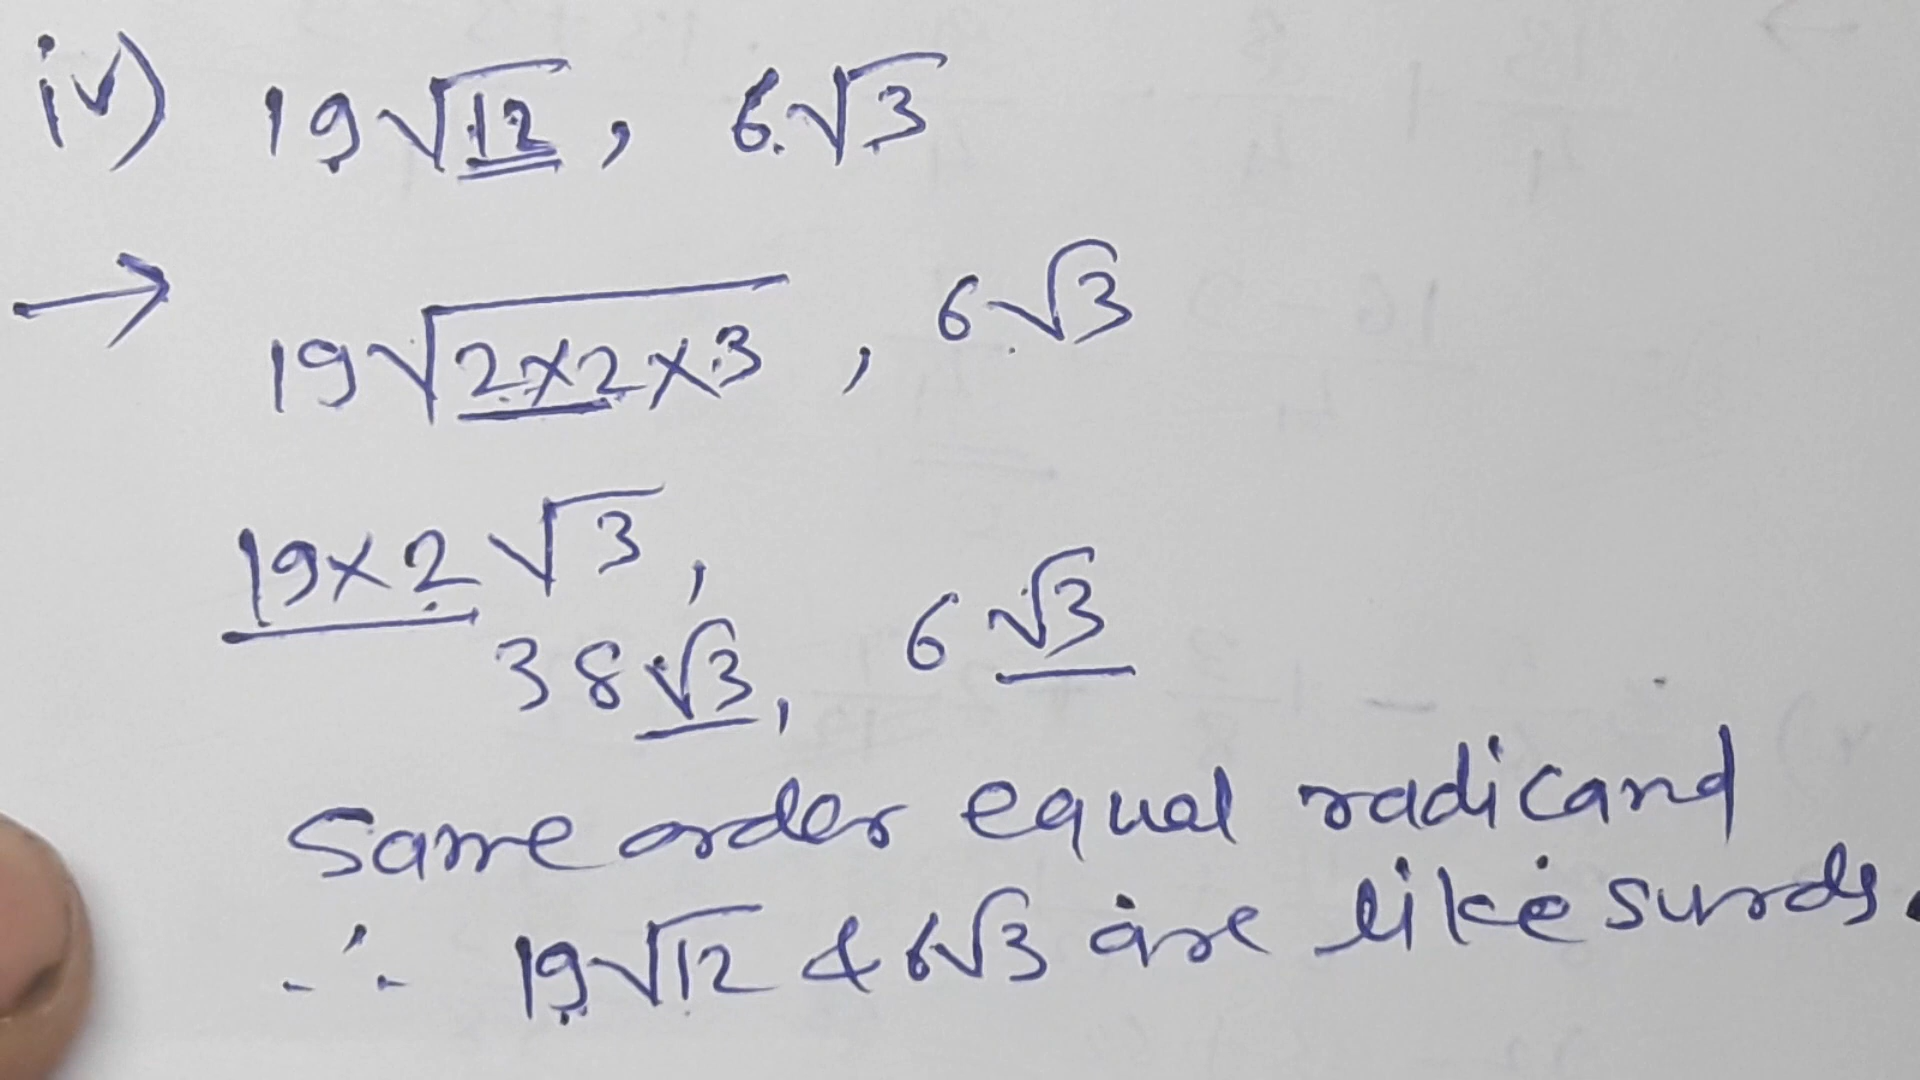 iv) 19√12, 6√3
→ 19√2×2×3, 6√3
19×2√3,
38√3, 6√3
Same order equal radicand
∴ 19√12 & 6√3 are like surds.